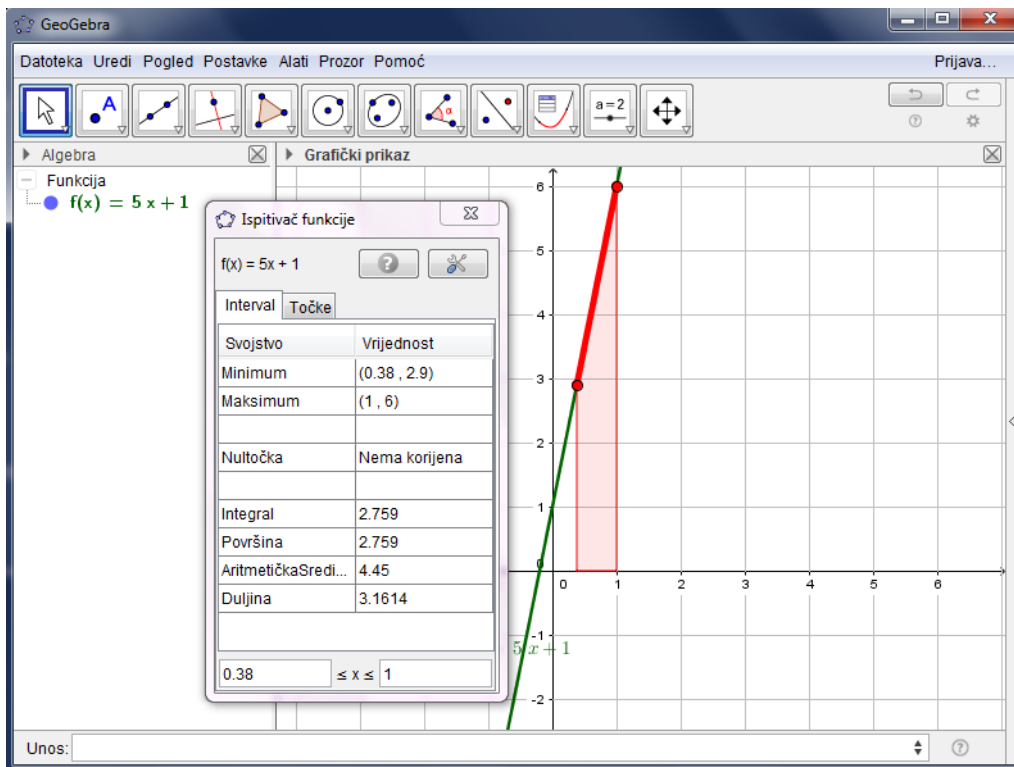 GeoGebra
Datoteka Uredi Pogled Postavke Alati Prozor Pomoć Prijava...
A α a=2
Algebra Grafički prikaz
Funkcija
f(x) = 5 x + 1
Ispitivač funkcije
f(x) = 5x + 1
Interval Točke
Svojstvo Vrijednost
Minimum (0.38 , 2.9)
Maksimum (1 , 6)
Nultočka Nema korijena
Integral 2.759
Površina 2.759
AritmetičkaSredi... 4.45
Duljina 3.1614
0.38 ≤ x ≤ 1
6
5
4
3
2
1
0
0 1 2 3 4 5 6
-1
5 x + 1
-2
Unos: